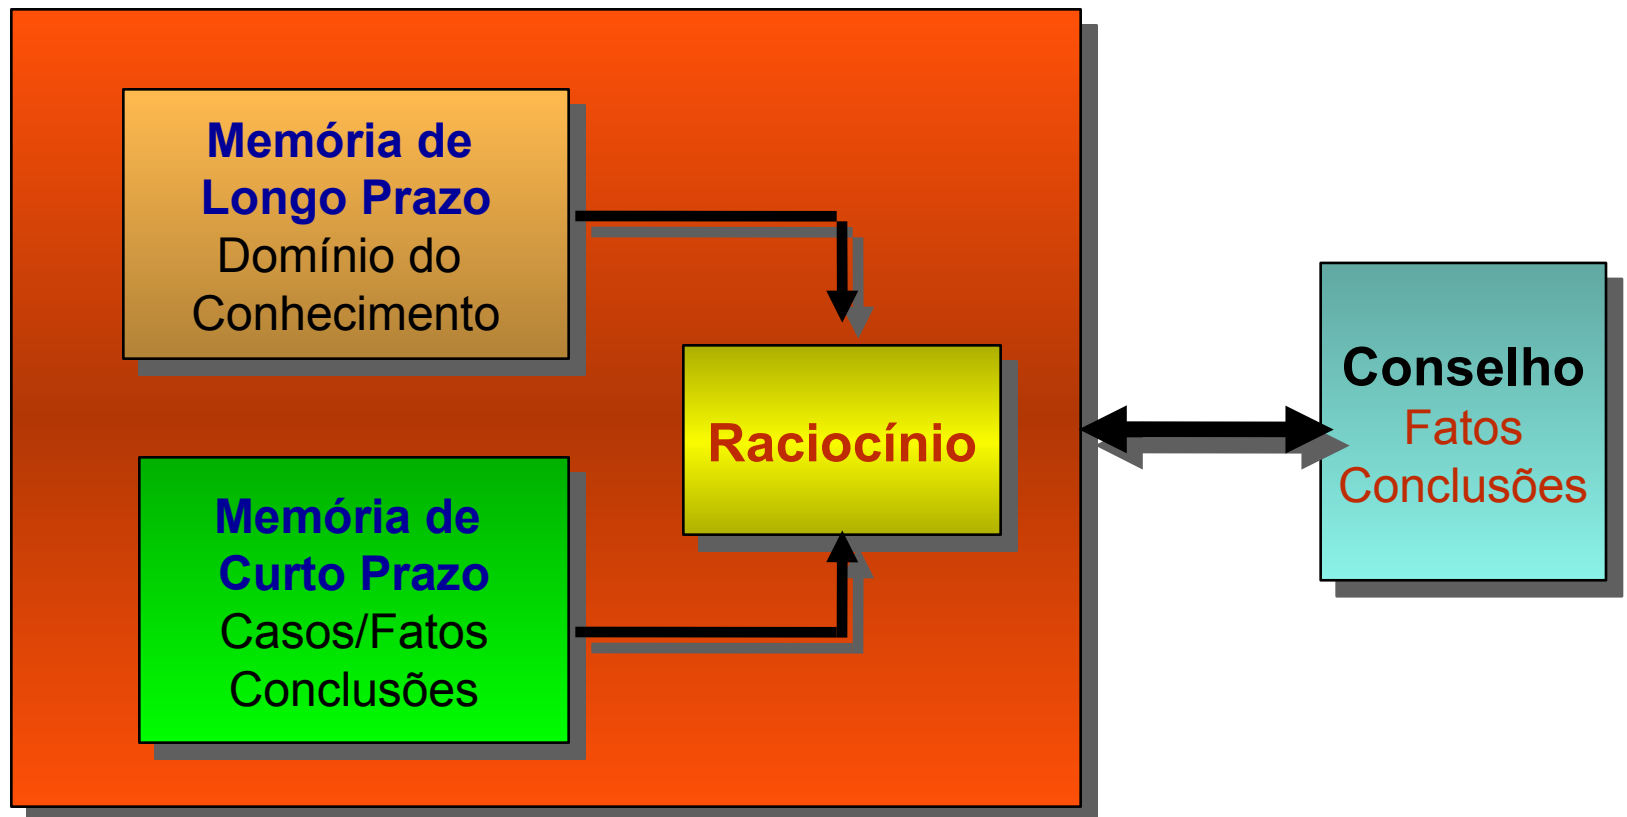 Memória de
Longo Prazo
Domínio do
Conhecimento
Memória de
Curto Prazo
Casos/Fatos
Conclusões
Raciocínio
Conselho
Fatos
Conclusões